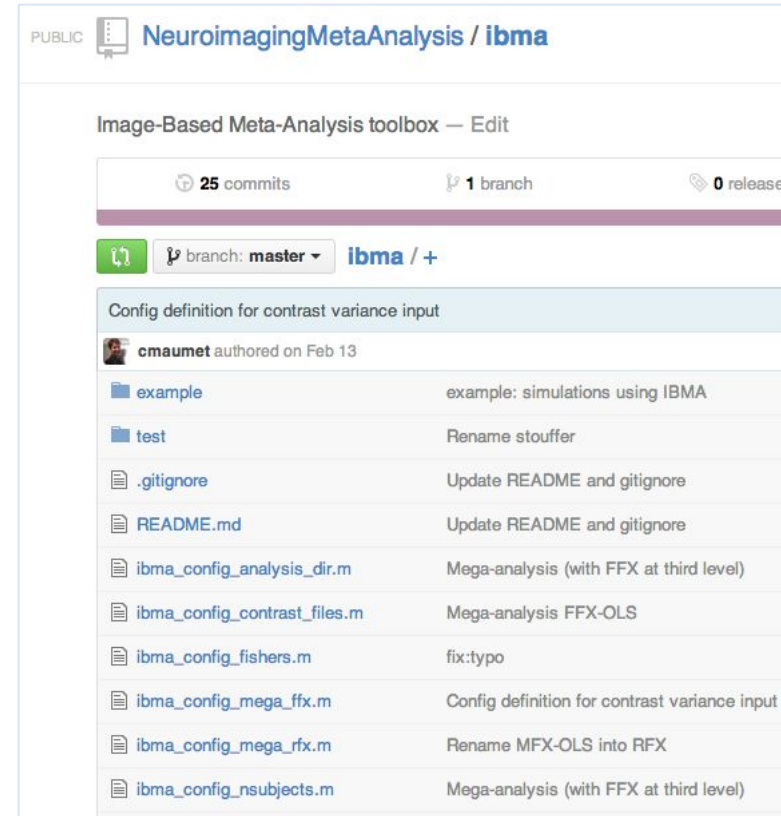 PUBLIC NeuroimagingMetaAnalysis / ibma
Image-Based Meta-Analysis toolbox — Edit
25 commits 1 branch 0 release
branch: master ibma / +
Config definition for contrast variance input
cmaumet authored on Feb 13
example example: simulations using IBMA
test Rename stouffer
.gitignore Update README and gitignore
README.md Update README and gitignore
ibma_config_analysis_dir.m Mega-analysis (with FFX at third level)
ibma_config_contrast_files.m Mega-analysis FFX-OLS
ibma_config_fishers.m fix:typo
ibma_config_mega_ffx.m Config definition for contrast variance input
ibma_config_mega_rfx.m Rename MFX-OLS into RFX
ibma_config_nsubjects.m Mega-analysis (with FFX at third level)